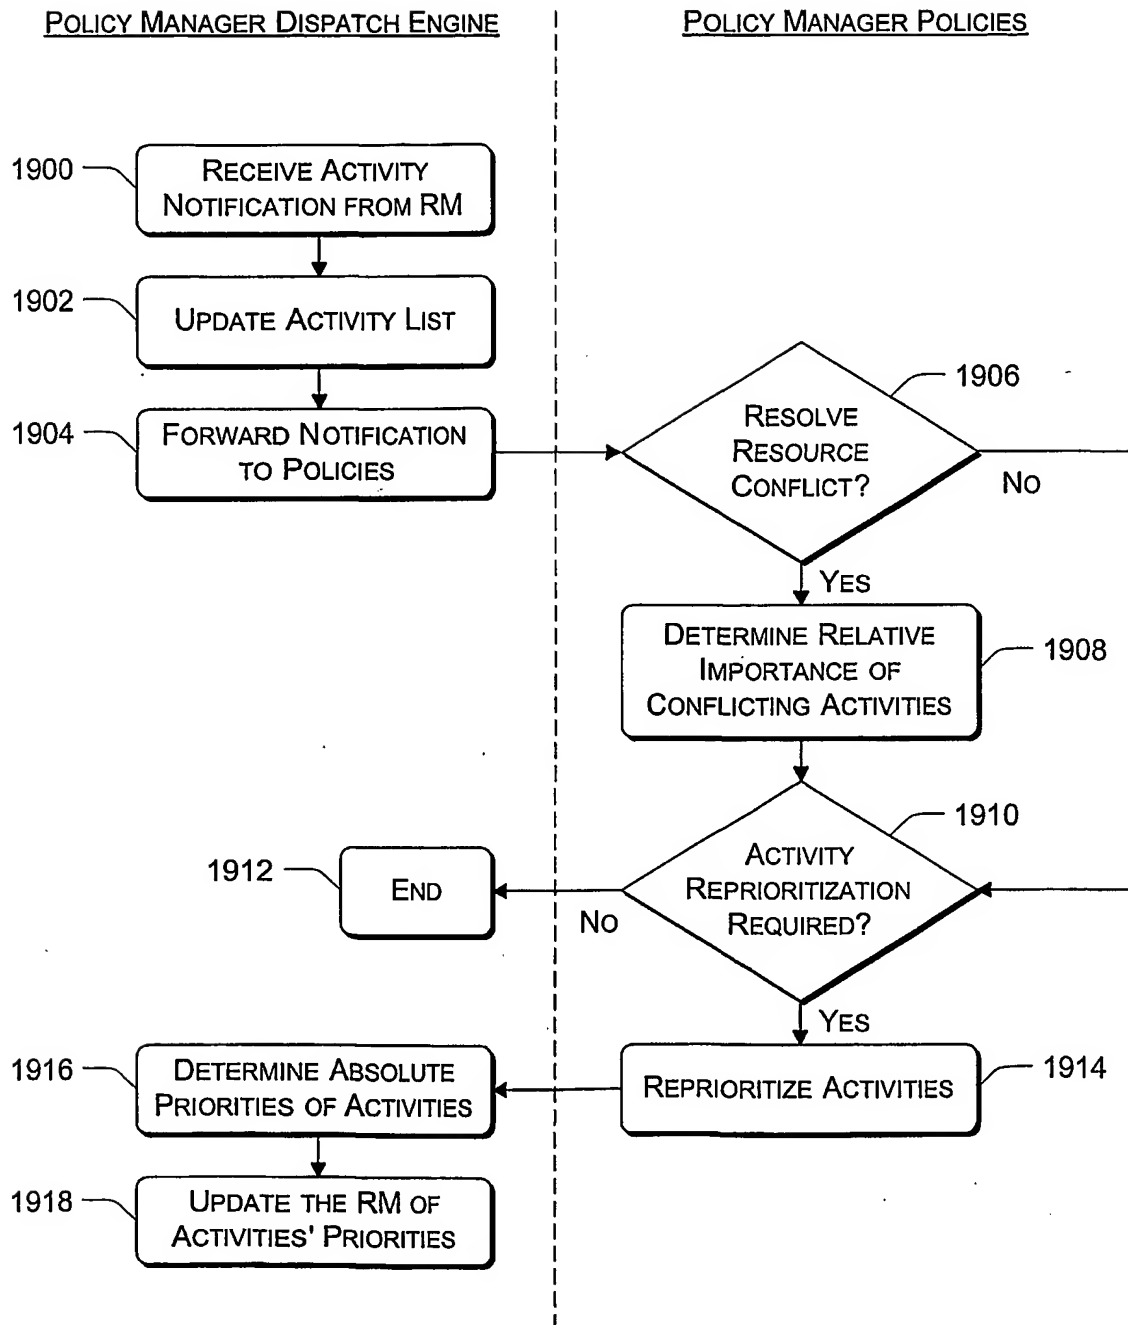 POLICY MANAGER DISPATCH ENGINE
POLICY MANAGER POLICIES
1900
RECEIVE ACTIVITY
NOTIFICATION FROM RM
1902
UPDATE ACTIVITY LIST
1904
FORWARD NOTIFICATION
TO POLICIES
1906
RESOLVE
RESOURCE
CONFLICT?
NO
YES
DETERMINE RELATIVE
IMPORTANCE OF
CONFLICTING ACTIVITIES
1908
1910
ACTIVITY
REPRIORITIZATION
REQUIRED?
1912
END
NO
YES
REPRIORITIZE ACTIVITIES
1914
1916
DETERMINE ABSOLUTE
PRIORITIES OF ACTIVITIES
1918
UPDATE THE RM OF
ACTIVITIES' PRIORITIES